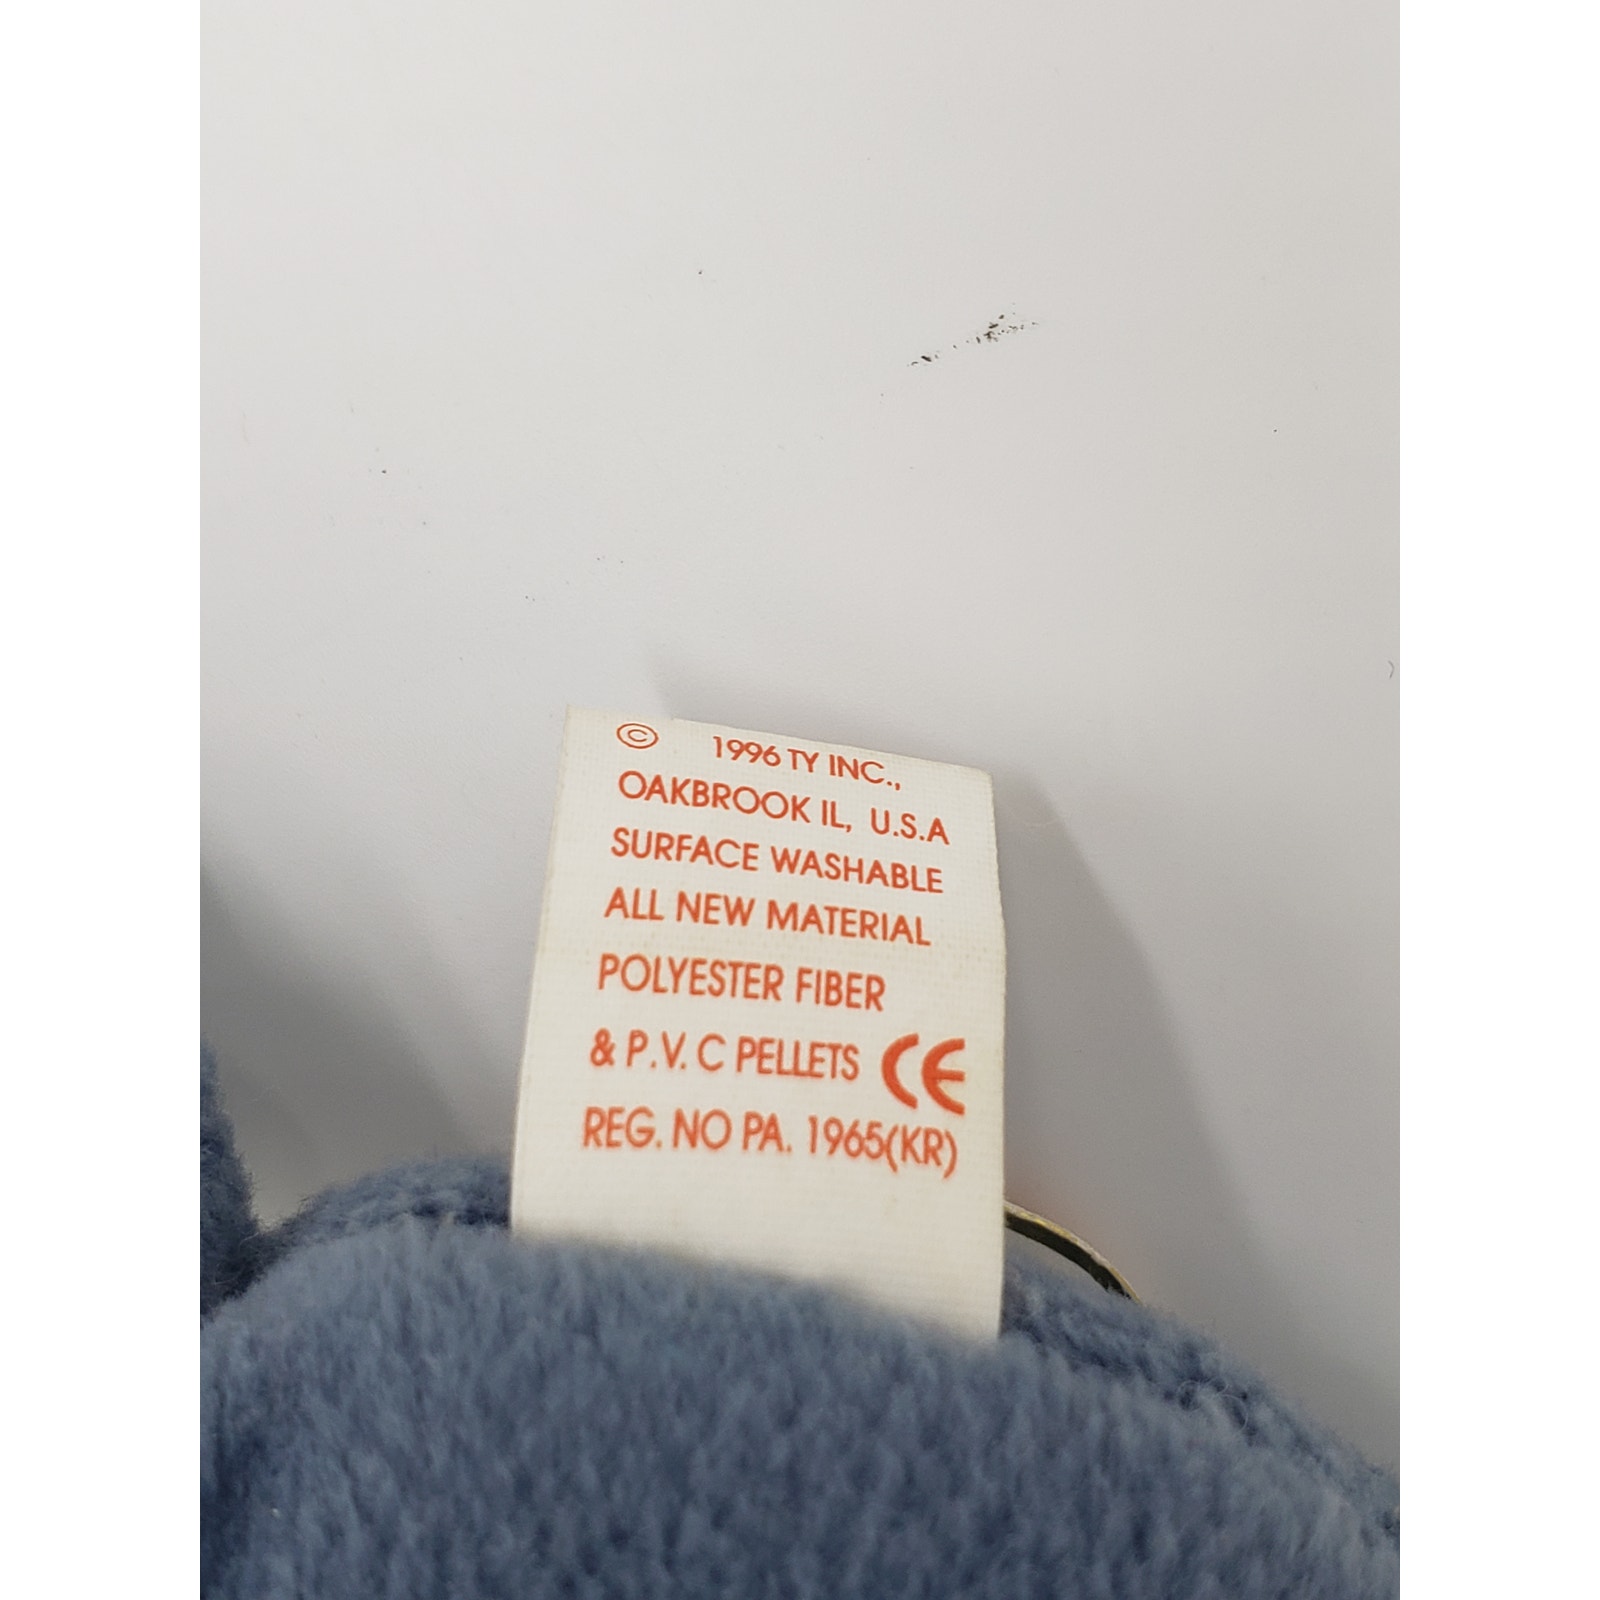 © 1996 TY INC.,
OAKBROOK IL, U.S.A
SURFACE WASHABLE
ALL NEW MATERIAL
POLYESTER FIBER
& P.V. C PELLETS CE
REG. NO PA. 1965(KR)